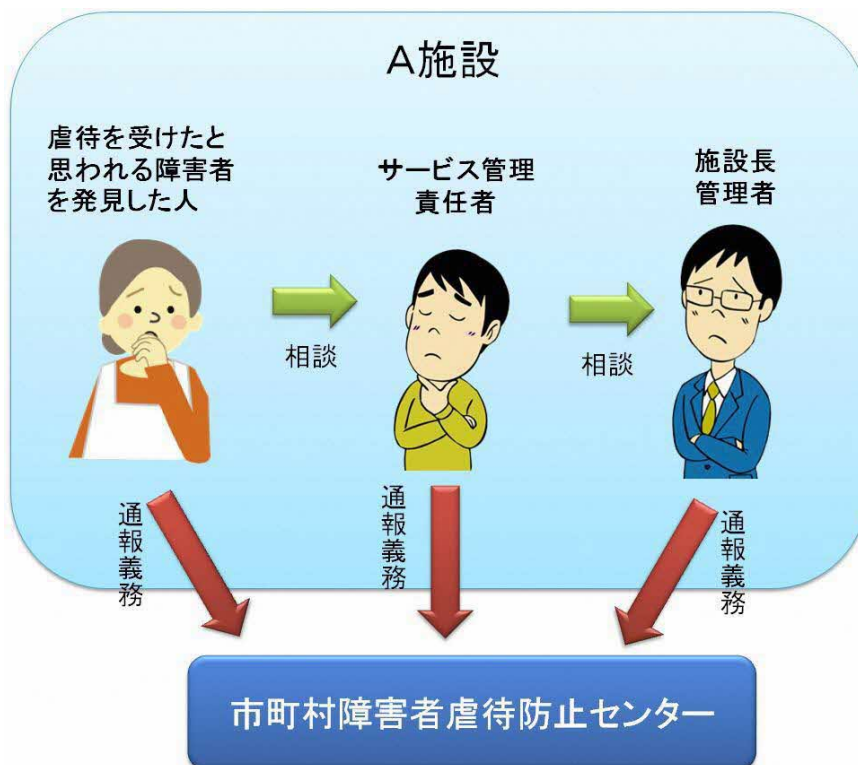 A施設
虐待を受けたと
思われる障害者
を発見した人
サービス管理
責任者
施設長
管理者
相談
相談
通報義務
通報義務
通報義務
市町村障害者虐待防止センター